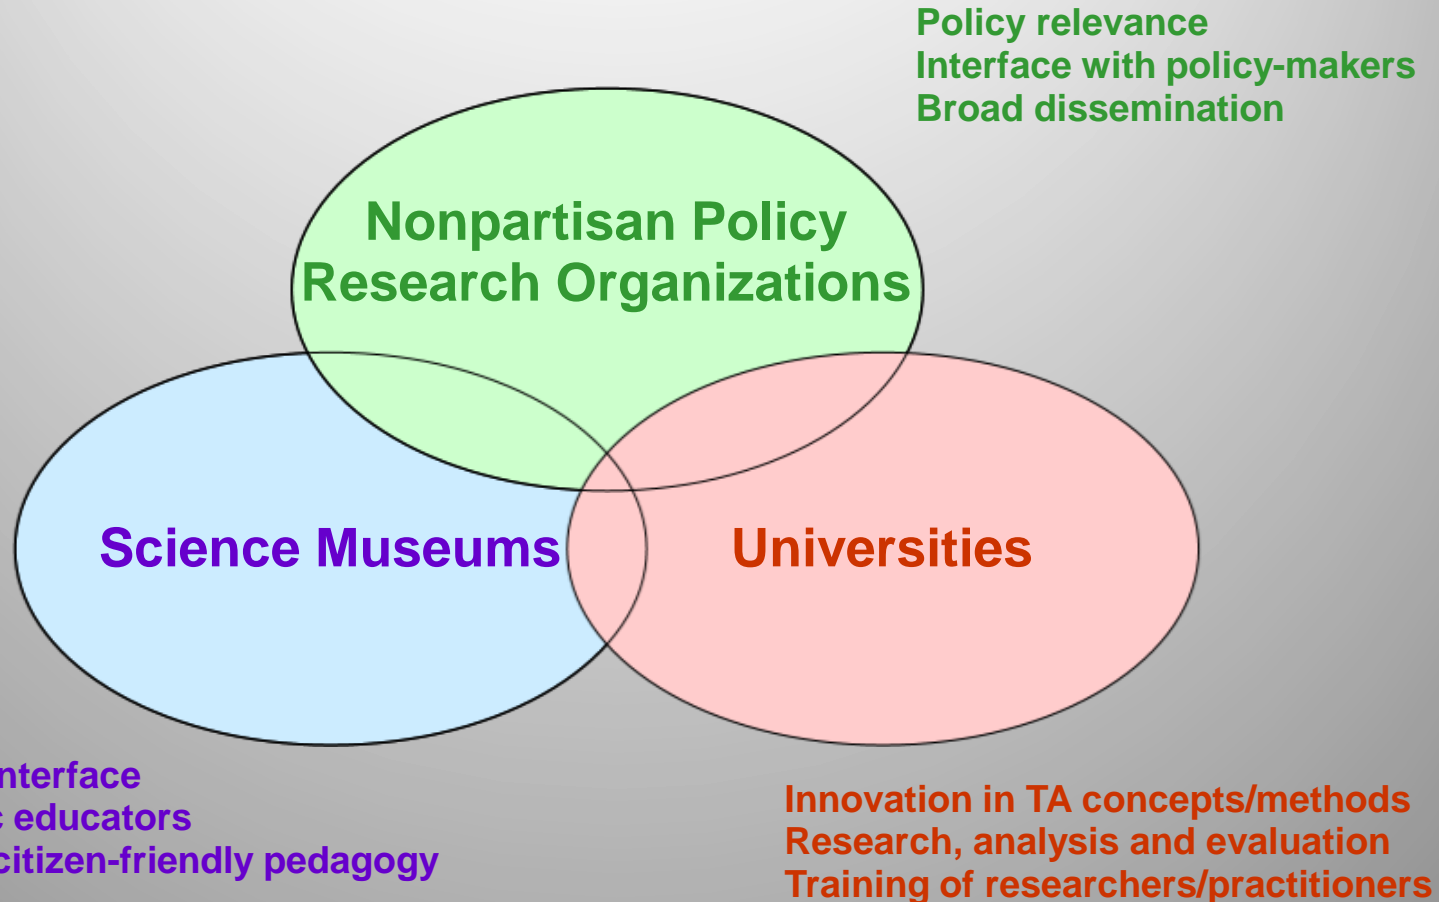 Policy relevance
Interface with policy-makers
Broad dissemination
Nonpartisan Policy
Research Organizations
Science Museums
Universities
educators
citizen-friendly pedagogy
Innovation in TA concepts/methods
Research, analysis and evaluation
Training of researchers/practitioners